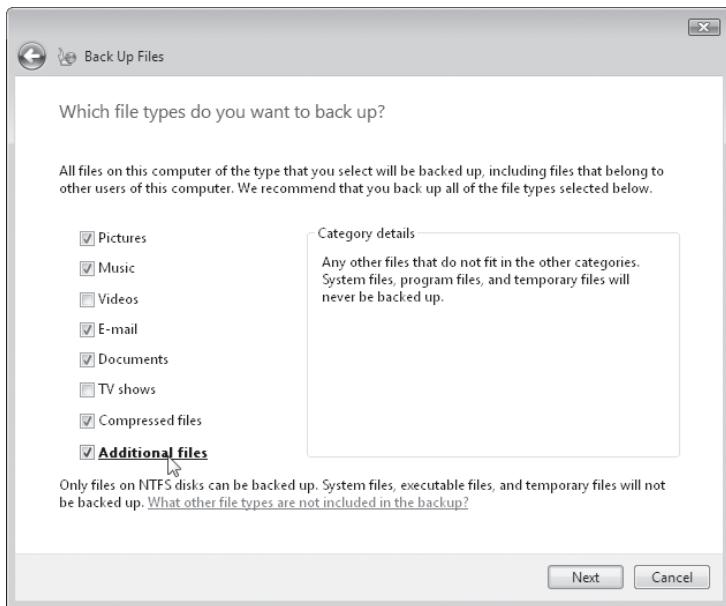 Back Up Files
Which file types do you want to back up?
All files on this computer of the type that you select will be backed up, including files that belong to
other users of this computer. We recommend that you back up all of the file types selected below.
Pictures
Music
Videos
E-mail
Documents
TV shows
Compressed files
Additional files
Category details
Any other files that do not fit in the other categories.
System files, program files, and temporary files will
never be backed up.
Only files on NTFS disks can be backed up. System files, executable files, and temporary files will not
be backed up. What other file types are not included in the backup?
Next
Cancel